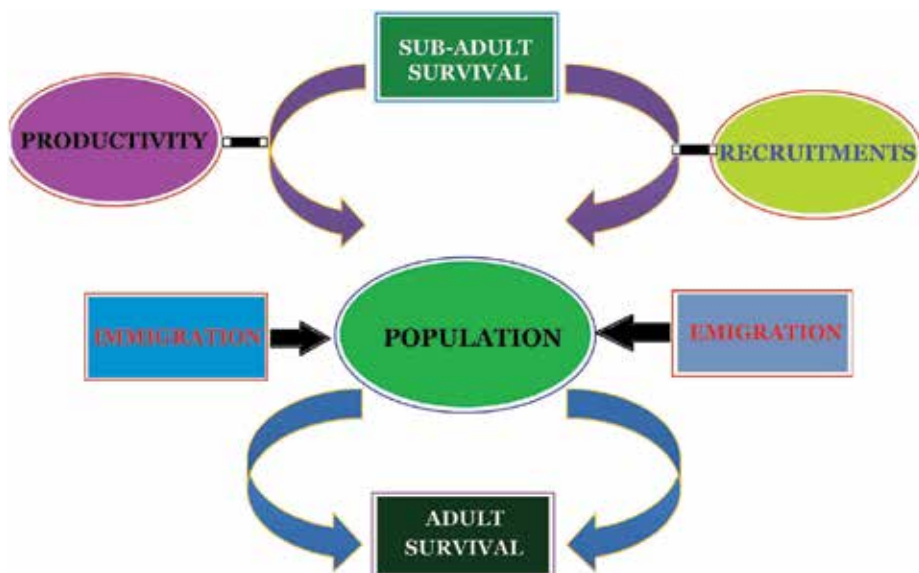 SUB-ADULT
SURVIVAL
PRODUCTIVITY
RECRUITMENTS
IMMIGRATION
POPULATION
EMIGRATION
ADULT
SURVIVAL